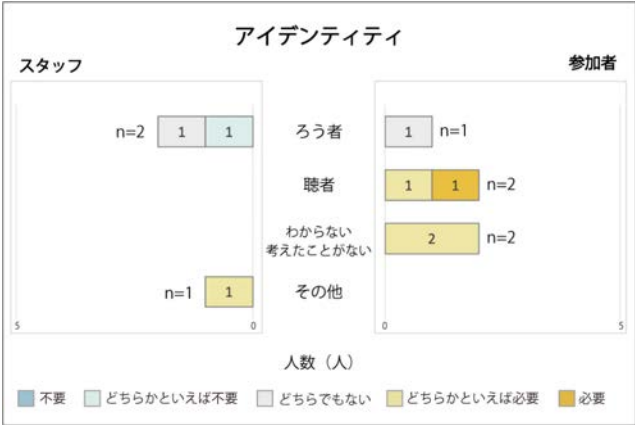 アイデンティティ
スタッフ 参加者
n=2 1 1 ろう者 1 n=1
聴者 1 1 n=2
わからない
考えたことがない 2 n=2
n=1 1 その他
5 0 0 5
人数（人）
不要 どちらかといえば不要 どちらでもない どちらかといえば必要 必要